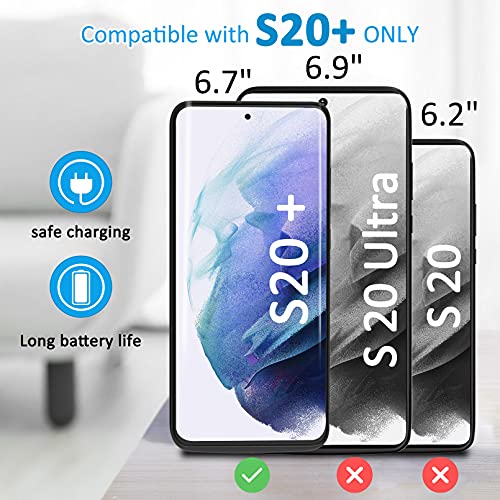 Compatible with S20+ ONLY
6.7"
6.9"
6.2"
safe charging
Long battery life
S20 +
S 20 Ultra
S 20